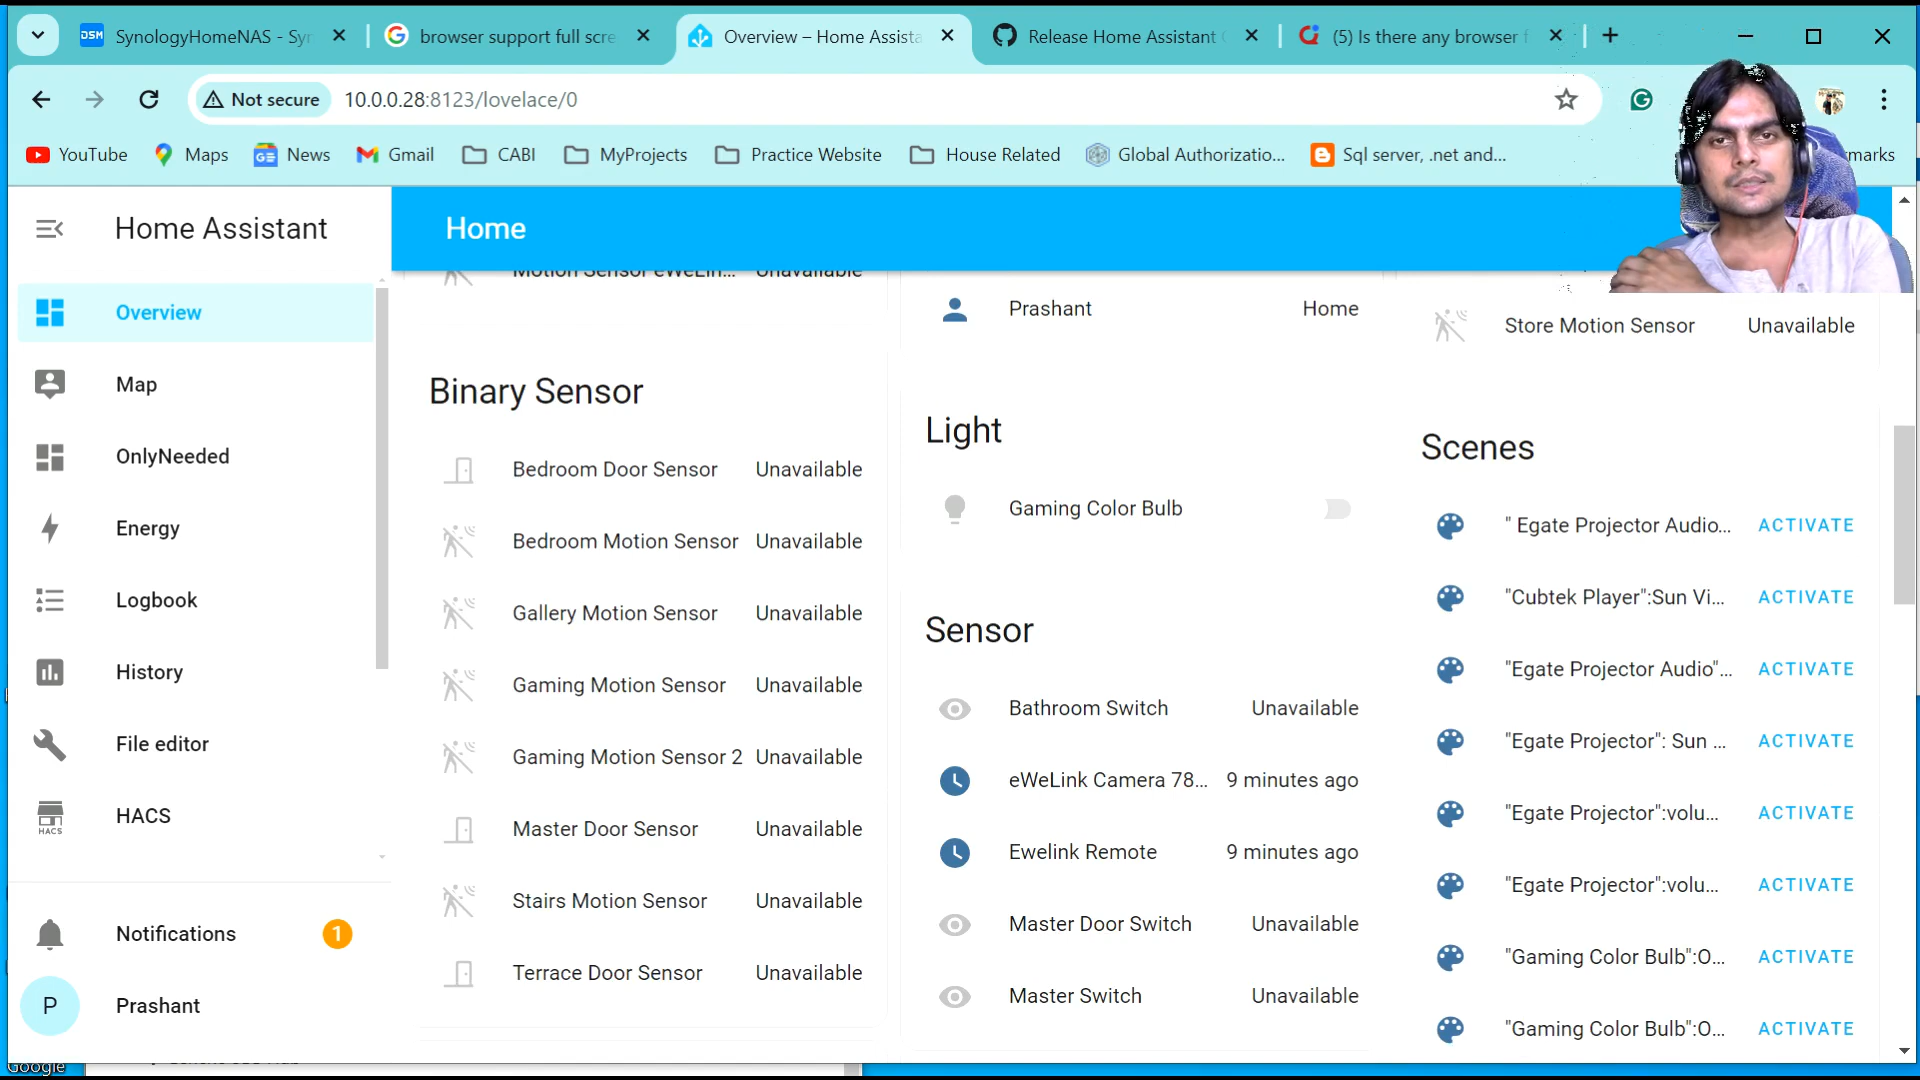 SynologyHomeNAS - Sy
browser support full scre
Overview – Home Assista
Release Home Assistant
(5) Is there any browser f
Not secure
10.0.0.28:8123/lovelace/0
YouTube
Maps
News
Gmail
CABI
MyProjects
Practice Website
House Related
Global Authorizatio...
Sql server, .net and...
marks
Home Assistant
Home
Overview
Map
OnlyNeeded
Energy
Logbook
History
File editor
HACS
HACS
Notifications
1
P
Prashant
Motion Sensor eWeLin...
Unavailable
Binary Sensor
Bedroom Door Sensor
Unavailable
Bedroom Motion Sensor
Unavailable
Gallery Motion Sensor
Unavailable
Gaming Motion Sensor
Unavailable
Gaming Motion Sensor 2
Unavailable
Master Door Sensor
Unavailable
Stairs Motion Sensor
Unavailable
Terrace Door Sensor
Unavailable
Prashant
Home
Light
Gaming Color Bulb
Sensor
Bathroom Switch
Unavailable
eWeLink Camera 78...
9 minutes ago
Ewelink Remote
9 minutes ago
Master Door Switch
Unavailable
Master Switch
Unavailable
Store Motion Sensor
Unavailable
Scenes
" Egate Projector Audio...
ACTIVATE
"Cubtek Player":Sun Vi...
ACTIVATE
"Egate Projector Audio"...
ACTIVATE
"Egate Projector": Sun ...
ACTIVATE
"Egate Projector":volu...
ACTIVATE
"Egate Projector":volu...
ACTIVATE
"Gaming Color Bulb":O...
ACTIVATE
"Gaming Color Bulb":O...
ACTIVATE
Google